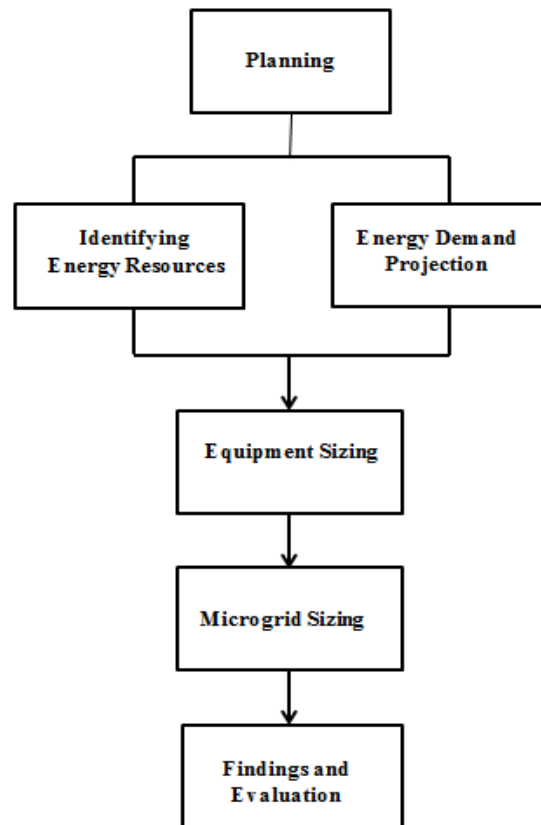 Planning
Identifying
Energy Resources
Energy Demand
Projection
Equipment Sizing
Microgrid Sizing
Findings and
Evaluation